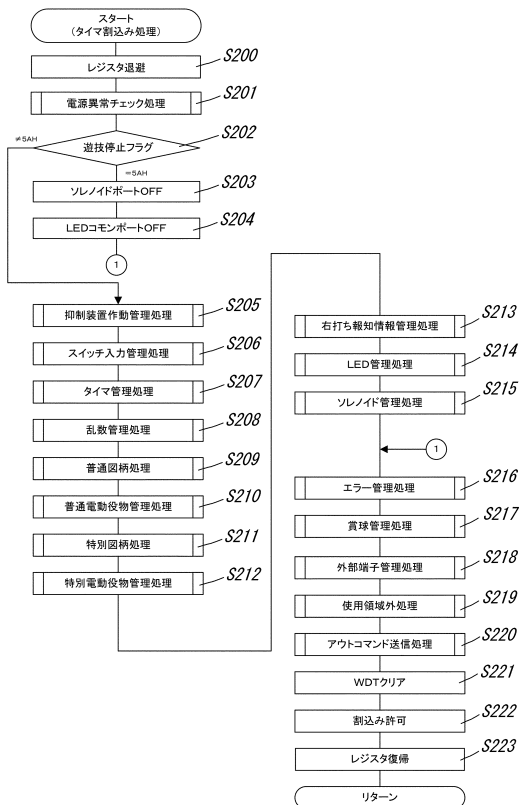 スタート
(タイマ割込み処理)
レジスタ退避
S200
電源異常チェック処理
S201
遊技停止フラグ
S202
≠5AH
=5AH
ソレノイドポートOFF
S203
LEDコモンポートOFF
S204
1
抑制装置作動管理処理
S205
スイッチ入力管理処理
S206
タイマ管理処理
S207
乱数管理処理
S208
普通図柄処理
S209
普通電動役物管理処理
S210
特別図柄処理
S211
特別電動役物管理処理
S212
右打ち報知情報管理処理
S213
LED管理処理
S214
ソレノイド管理処理
S215
1
エラー管理処理
S216
賞球管理処理
S217
外部端子管理処理
S218
使用領域外処理
S219
アウトコマンド送信処理
S220
WDTクリア
S221
割込み許可
S222
レジスタ復帰
S223
リターン